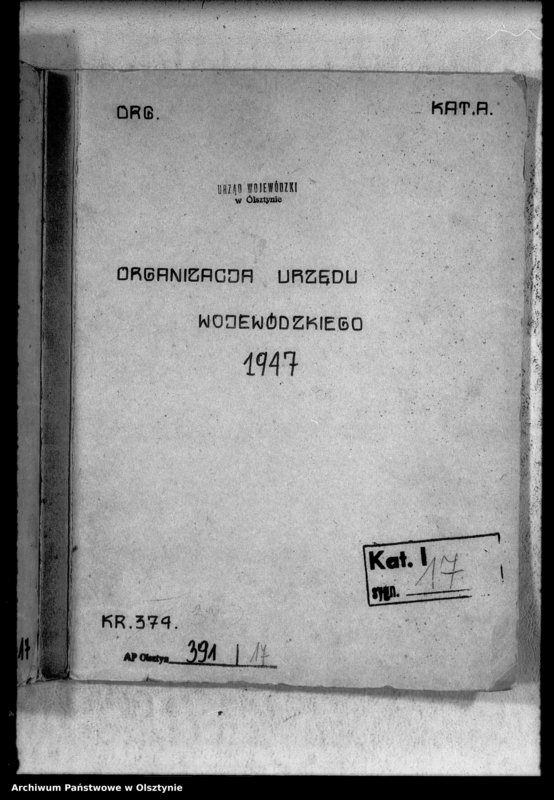 ORG.
KAT.A.
URZĄD WOJEWÓDZKI
w Olsztynie
ORGANIZACJA URZĘDU
WOJEWÓDZKIEGO
1947
Kat. I
sygn. 17
KR.374.
AP Olsztyn 391 | 17
17
Archiwum Państwowe w Olsztynie